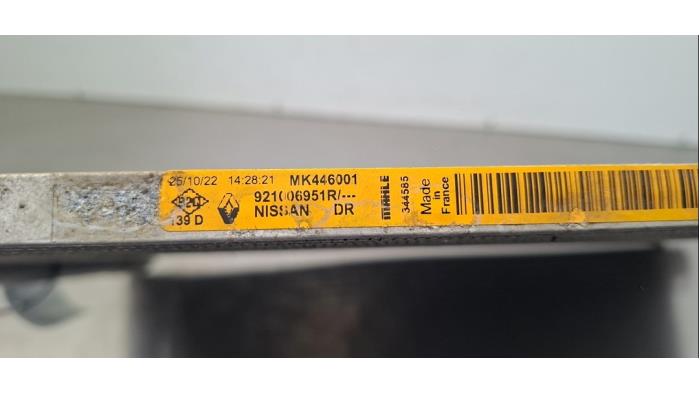 25/10/22 14:28:21 MK446001
921006951R/---
139 D
NISSAN DR
MAHLE
344585
Made
in
France